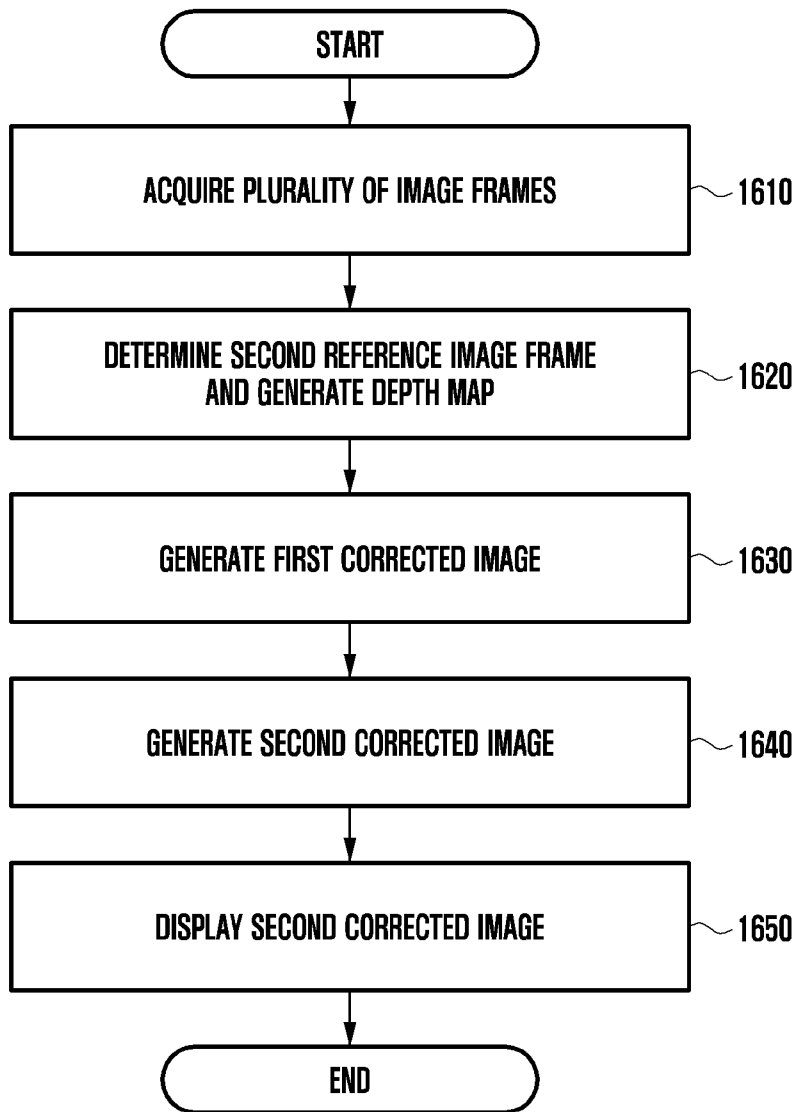 START
ACQUIRE PLURALITY OF IMAGE FRAMES
1610
DETERMINE SECOND REFERENCE IMAGE FRAME
AND GENERATE DEPTH MAP
1620
GENERATE FIRST CORRECTED IMAGE
1630
GENERATE SECOND CORRECTED IMAGE
1640
DISPLAY SECOND CORRECTED IMAGE
1650
END